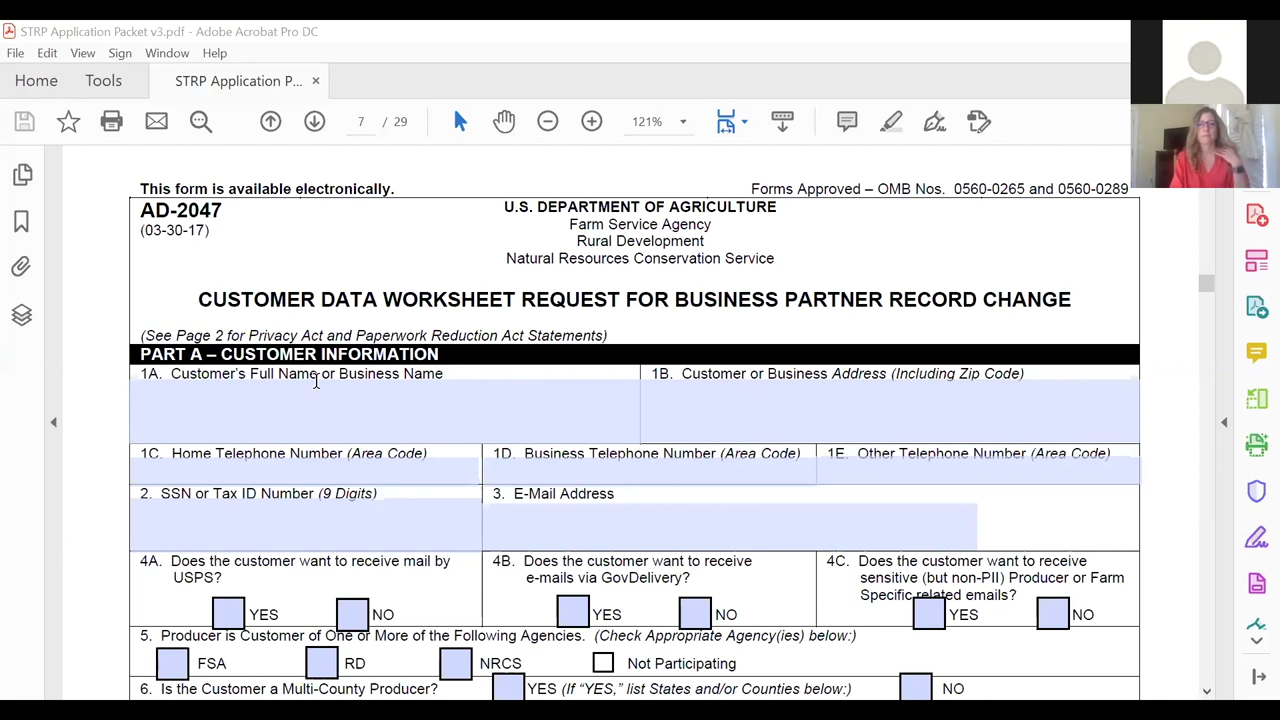 STRP Application Packet v3.pdf - Adobe Acrobat Pro DC
File Edit View Sign Window Help
Home Tools STRP Application P... ×
7 / 29 121%
This form is available electronically. Forms Approved – OMB Nos. 0560-0265 and 0560-0289
AD-2047 U.S. DEPARTMENT OF AGRICULTURE
(03-30-17) Farm Service Agency
Rural Development
Natural Resources Conservation Service
CUSTOMER DATA WORKSHEET REQUEST FOR BUSINESS PARTNER RECORD CHANGE
(See Page 2 for Privacy Act and Paperwork Reduction Act Statements)
PART A – CUSTOMER INFORMATION
1A. Customer's Full Name or Business Name 1B. Customer or Business Address (Including Zip Code)
1C. Home Telephone Number (Area Code) 1D. Business Telephone Number (Area Code) 1E. Other Telephone Number (Area Code)
2. SSN or Tax ID Number (9 Digits) 3. E-Mail Address
4A. Does the customer want to receive mail by USPS? 4B. Does the customer want to receive e-mails via GovDelivery? 4C. Does the customer want to receive sensitive (but non-PII) Producer or Farm Specific related emails?
YES NO YES NO YES NO
5. Producer is Customer of One or More of the Following Agencies. (Check Appropriate Agency(ies) below:)
FSA RD NRCS Not Participating
6. Is the Customer a Multi-County Producer? YES (If “YES,” list States and/or Counties below:) NO